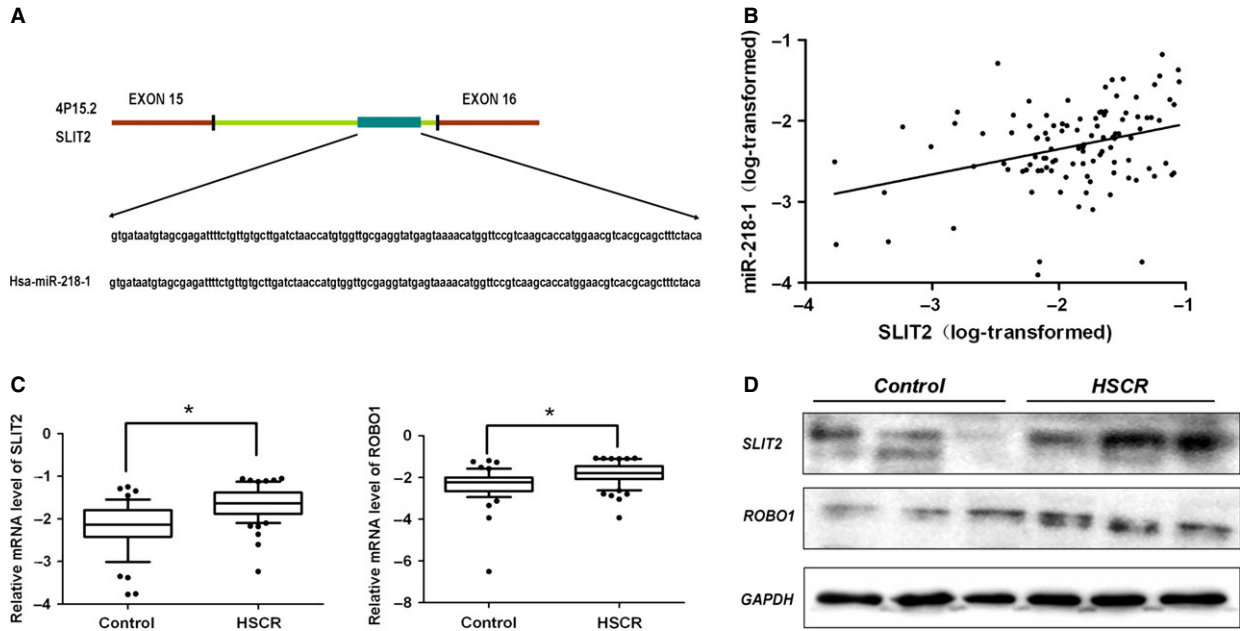 A
4P15.2
SLIT2
EXON 15
EXON 16
gtgataatgtagcgagattttctgttgtgcttgatctaaccatgtggttgcgaggtatgagtaaaacatggttccgtcaagcaccatggaacgtcacgcagctttctaca
Hsa-miR-218-1
gtgataatgtagcgagattttctgttgtgcttgatctaaccatgtggttgcgaggtatgagtaaaacatggttccgtcaagcaccatggaacgtcacgcagctttctaca
B
miR-218-1（log-transformed)
–1
–2
–3
–4
–4
–3
–2
–1
SLIT2（log-transformed)
C
Relative mRNA level of SLIT2
0
–1
–2
–3
–4
*
Control
HSCR
Relative mRNA level of ROBO1
0
–2
–4
–6
–8
*
Control
HSCR
D
Control
HSCR
SLIT2
ROBO1
GAPDH